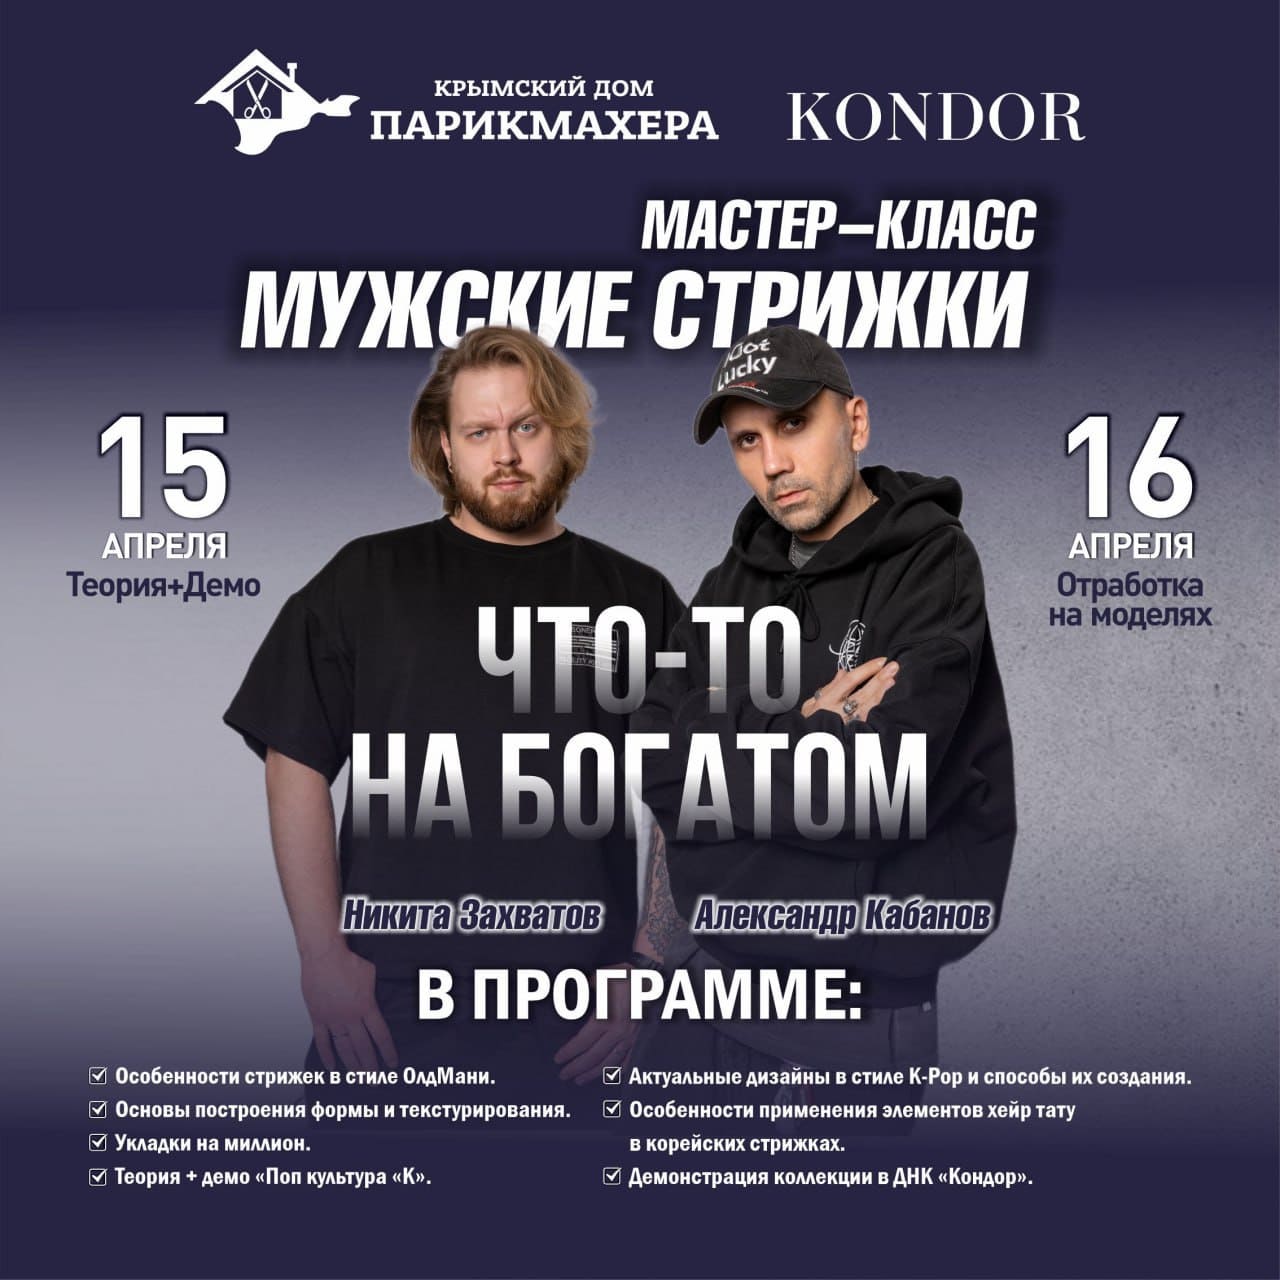 КРЫМСКИЙ ДОМ
ПАРИКМАХЕРА
KONDOR
МАСТЕР–КЛАСС
МУЖСКИЕ СТРИЖКИ
Not
Lucky
15
АПРЕЛЯ
Теория+Демо
16
АПРЕЛЯ
Отработка
на моделях
ЧТО-ТО
НА БОГАТОМ
Никита Захватов
Александр Кабанов
В ПРОГРАММЕ:
Особенности стрижек в стиле ОлдМани.
Основы построения формы и текстурирования.
Укладки на миллион.
Теория + демо «Поп культура «К».
Актуальные дизайны в стиле K-Pop и способы их создания.
Особенности применения элементов хейр тату
в корейских стрижках.
Демонстрация коллекции в ДНК «Кондор».